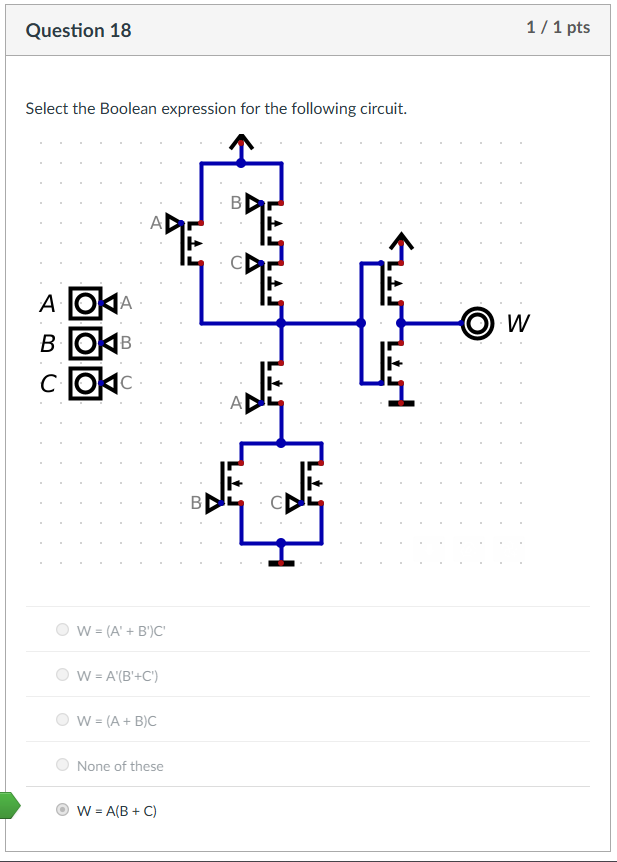 Question 18
1 / 1 pts
Select the Boolean expression for the following circuit.
B
A
C
A A
W
B B
C C
A
B C
W = (A' + B')C'
W = A'(B'+C')
W = (A + B)C
None of these
W = A(B + C)